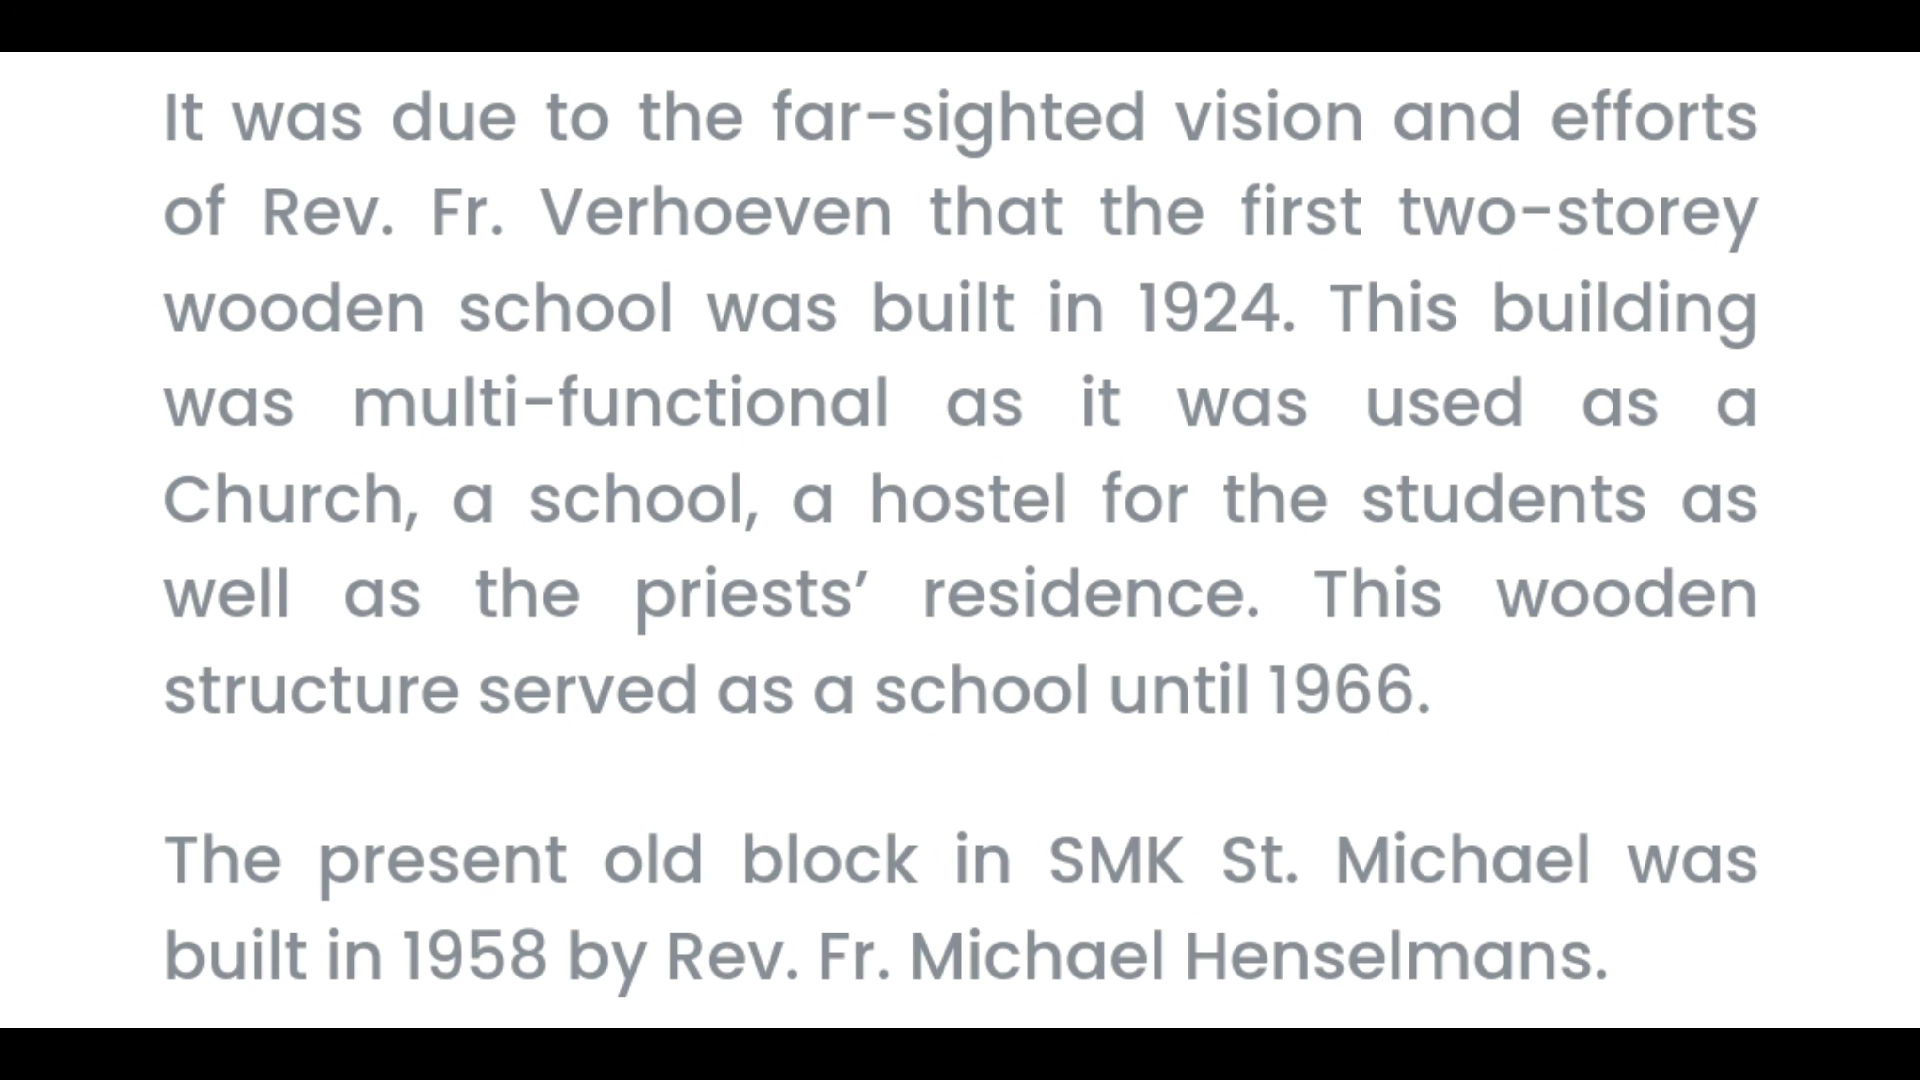 It was due to the far-sighted vision and efforts
of Rev. Fr. Verhoeven that the first two-storey
wooden school was built in 1924. This building
was multi-functional as it was used as a
Church, a school, a hostel for the students as
well as the priests’ residence. This wooden
structure served as a school until 1966.
The present old block in SMK St. Michael was
built in 1958 by Rev. Fr. Michael Henselmans.